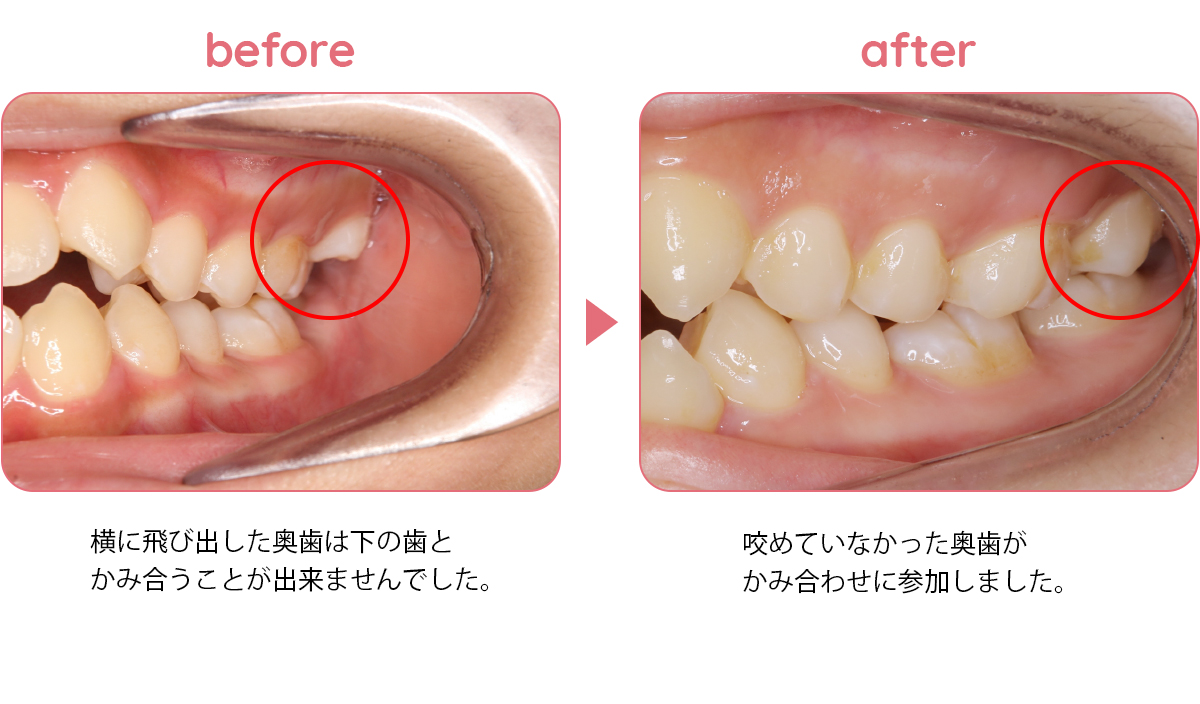 before
after
横に飛び出した奥歯は下の歯と
かみ合うことが出来ませんでした。
咬めていなかった奥歯が
かみ合わせに参加しました。